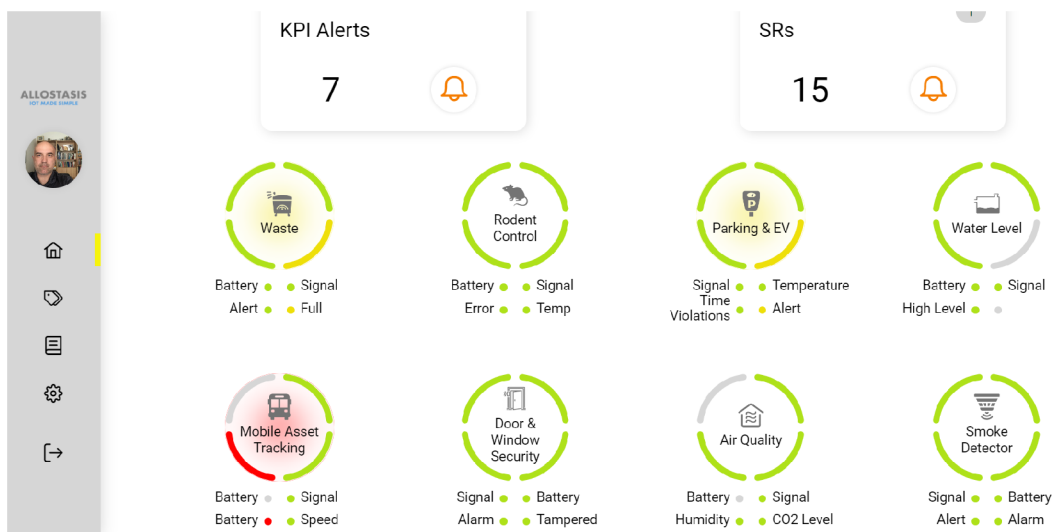 ALLOSTASIS
IOT MADE SIMPLE
KPI Alerts
7
SRs
15
Waste
Battery Signal
Alert Full
Rodent
Control
Battery Signal
Error Temp
P
Parking & EV
Signal Temperature
Time
Violations Alert
Water Level
Battery Signal
High Level
Mobile Asset
Tracking
Battery Signal
Battery Speed
Door &
Window
Security
Signal Battery
Alarm Tampered
Air Quality
Battery Signal
Humidity CO2 Level
Smoke
Detector
Signal Battery
Alert Alarm